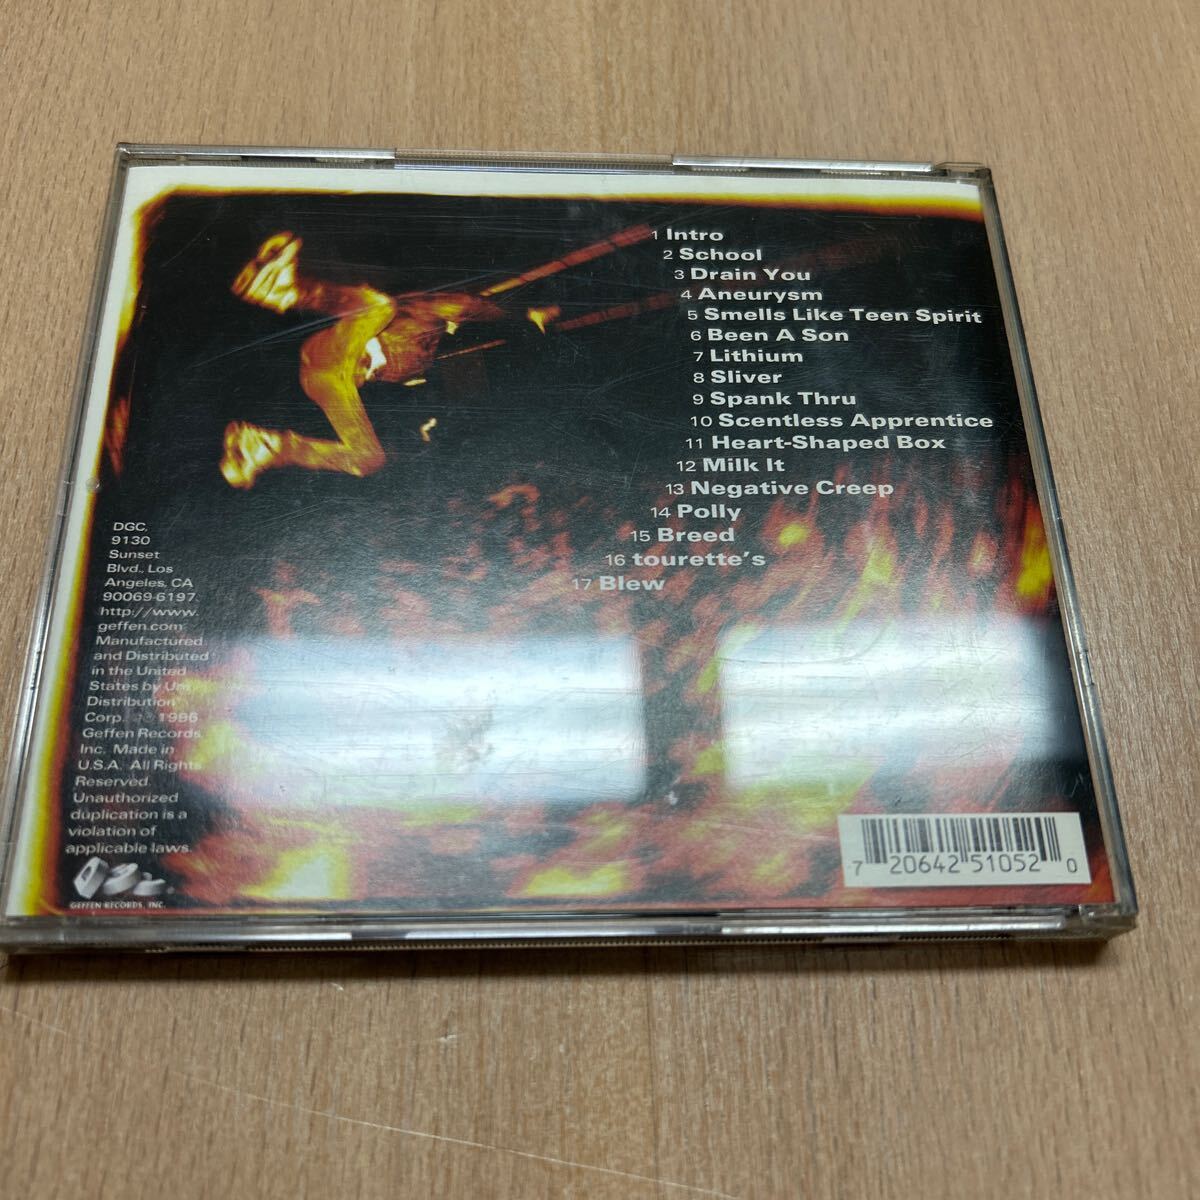 1 Intro
2 School
3 Drain You
4 Aneurysm
5 Smells Like Teen Spirit
6 Been A Son
7 Lithium
8 Sliver
9 Spank Thru
10 Scentless Apprentice
11 Heart-Shaped Box
12 Milk It
13 Negative Creep
14 Polly
15 Breed
16 tourette's
17 Blew
DGC,
9130
Sunset
Blvd., Los
Angeles, CA
90069-6197.
http://www.
geffen.com
Manufactured
and Distributed
in the United
States by Uni
Distribution
Corp. ℗© 1996
Geffen Records
Inc. Made in
U.S.A. All Rights
Reserved.
Unauthorized
duplication is a
violation of
applicable laws.
GEFFEN RECORDS, INC.
7 20642 51052 0